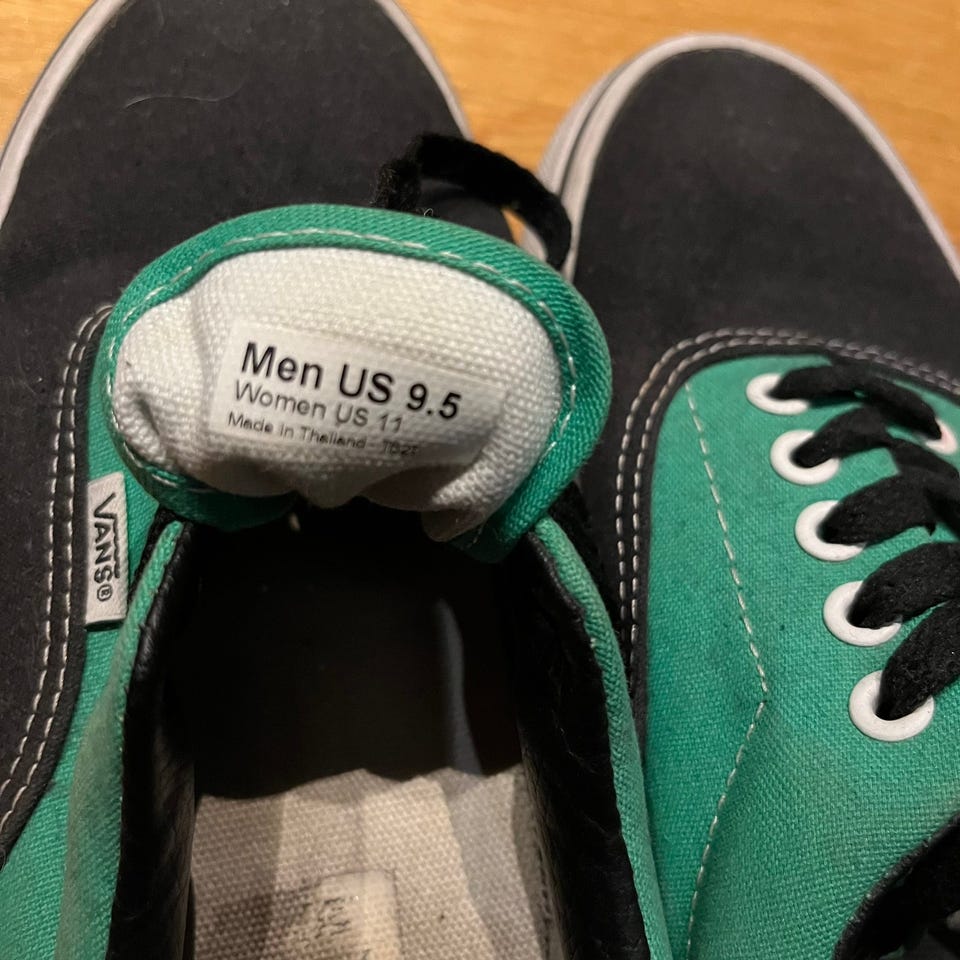 Men US 9.5
Women US 11
Made in Thailand
VANS®